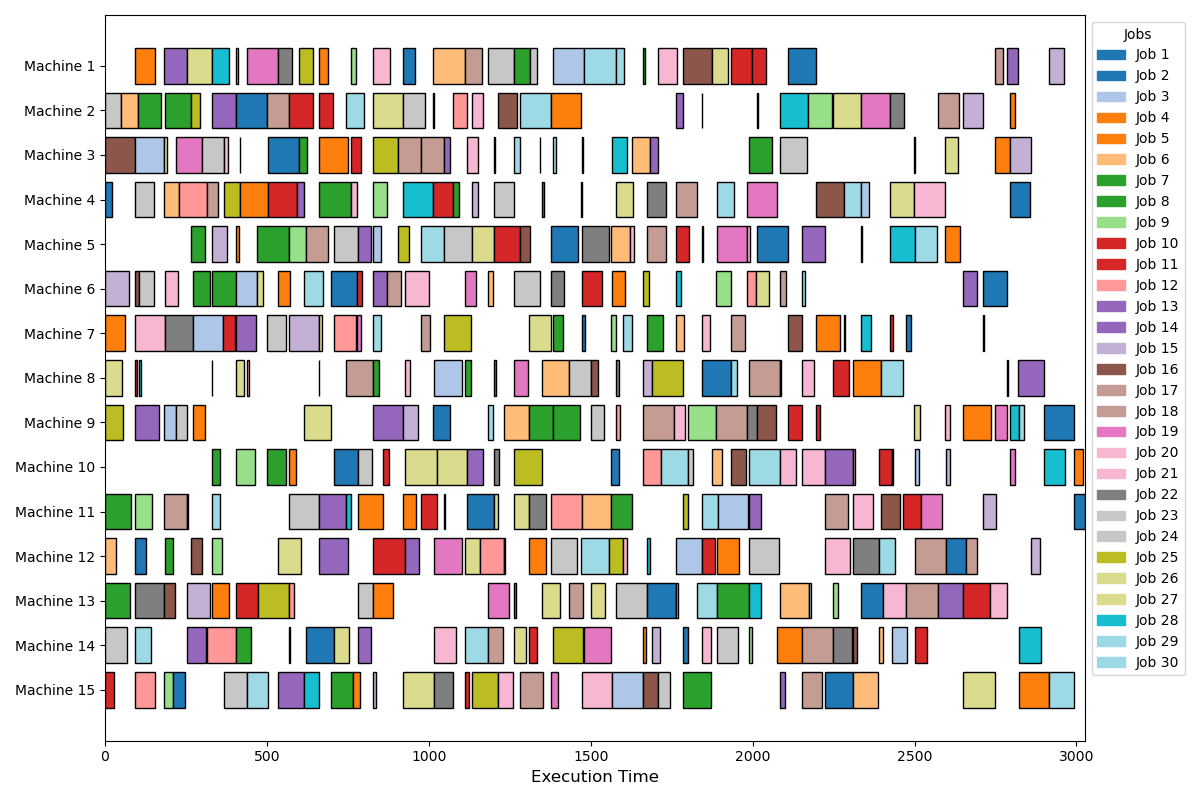 Machine 1
Machine 2
Machine 3
Machine 4
Machine 5
Machine 6
Machine 7
Machine 8
Machine 9
Machine 10
Machine 11
Machine 12
Machine 13
Machine 14
Machine 15
0 500 1000 1500 2000 2500 3000
Execution Time
Jobs
Job 1
Job 2
Job 3
Job 4
Job 5
Job 6
Job 7
Job 8
Job 9
Job 10
Job 11
Job 12
Job 13
Job 14
Job 15
Job 16
Job 17
Job 18
Job 19
Job 20
Job 21
Job 22
Job 23
Job 24
Job 25
Job 26
Job 27
Job 28
Job 29
Job 30